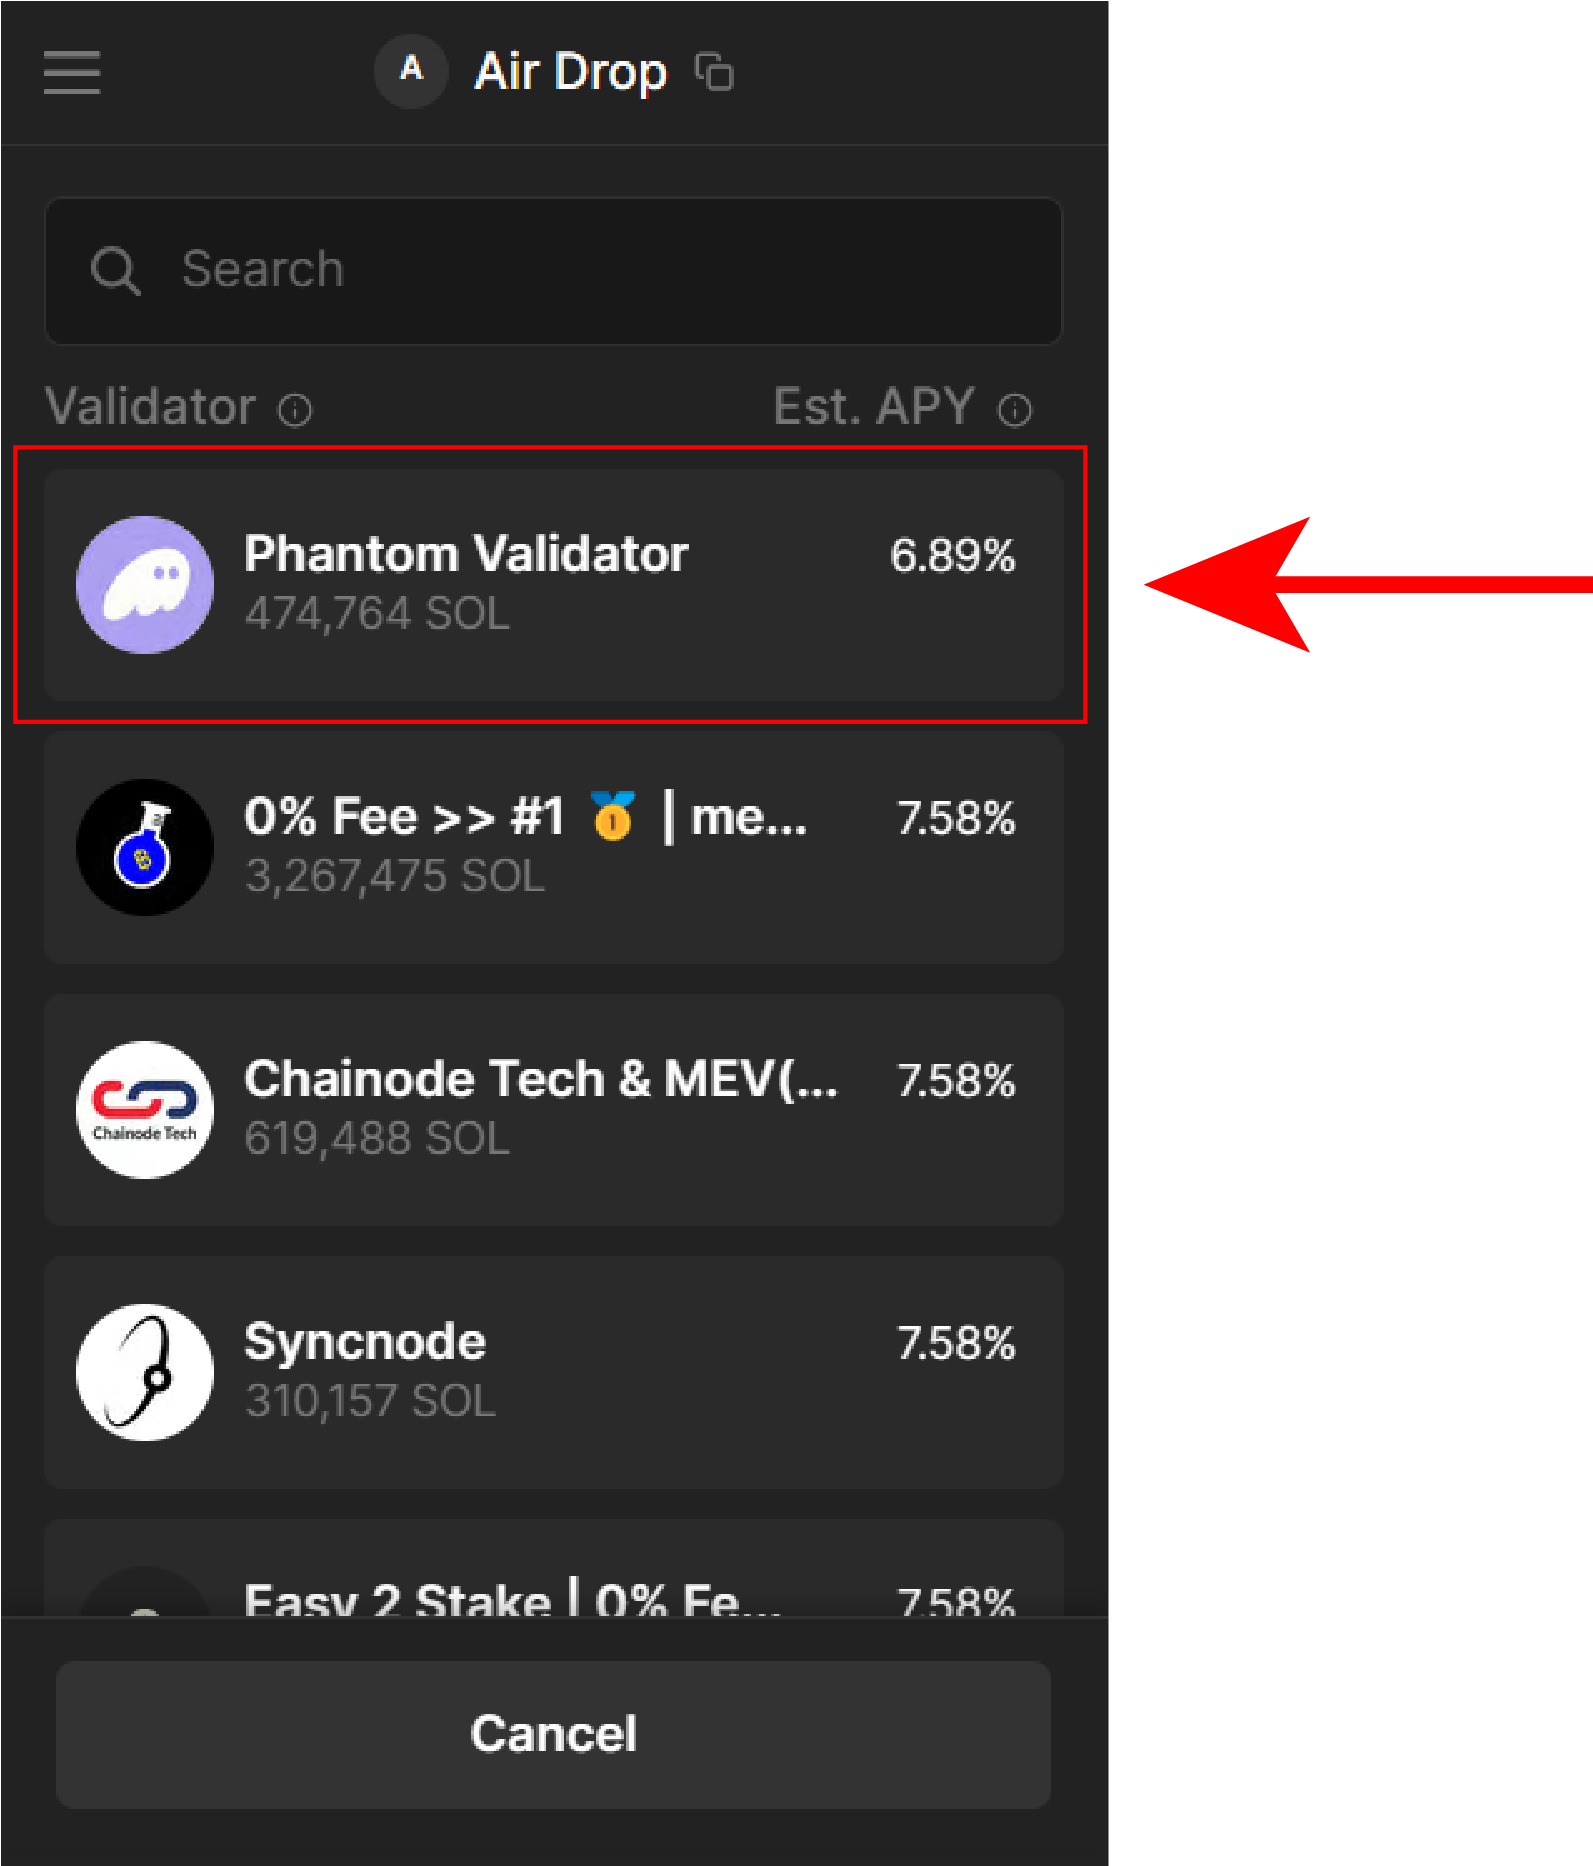 A Air Drop
Search
Validator Est. APY
Phantom Validator 6.89%
474,764 SOL
0% Fee >> #1 🥇 | me... 7.58%
3,267,475 SOL
Chainode Tech & MEV(... 7.58%
Chainode Tech
619,488 SOL
Syncnode 7.58%
310,157 SOL
Easy 2 Stake | 0% Fe... 7.58%
Cancel